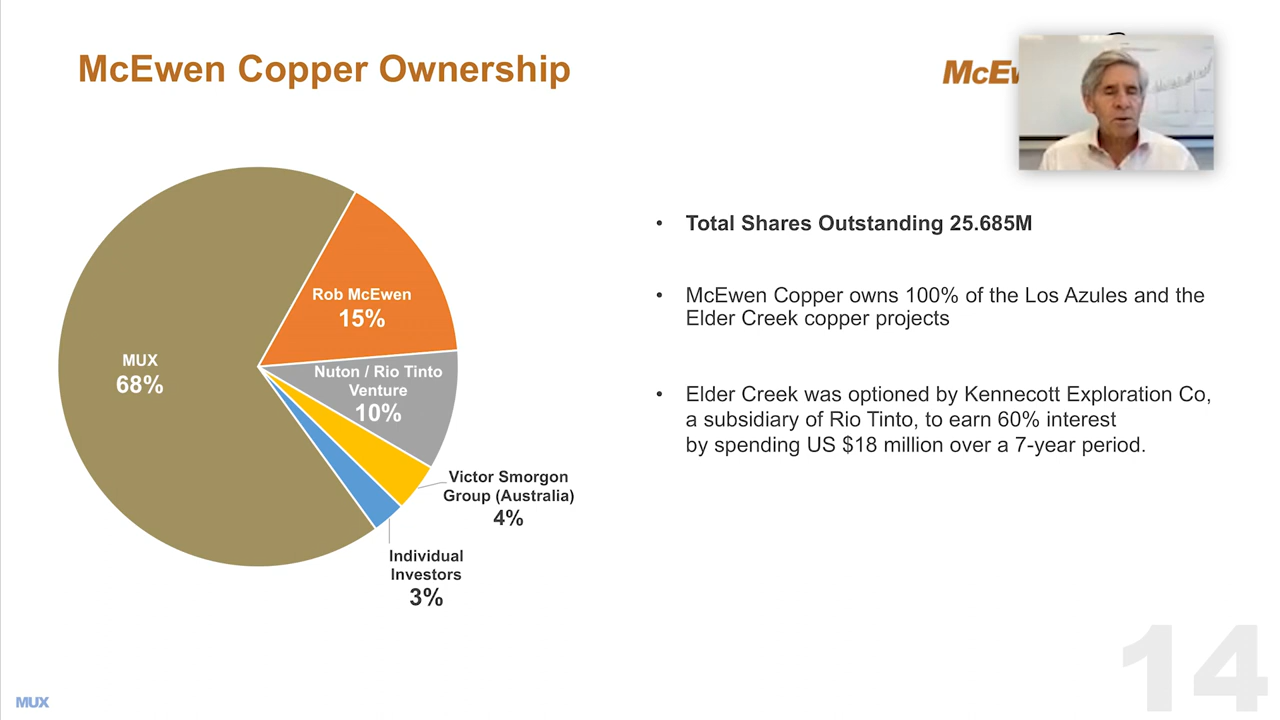 McEwen Copper Ownership
McEw
MUX
68%
Rob McEwen
15%
Nuton / Rio Tinto
Venture
10%
Victor Smorgon
Group (Australia)
4%
Individual
Investors
3%
• Total Shares Outstanding 25.685M
• McEwen Copper owns 100% of the Los Azules and the
Elder Creek copper projects
• Elder Creek was optioned by Kennecott Exploration Co,
a subsidiary of Rio Tinto, to earn 60% interest
by spending US $18 million over a 7-year period.
MUX
14